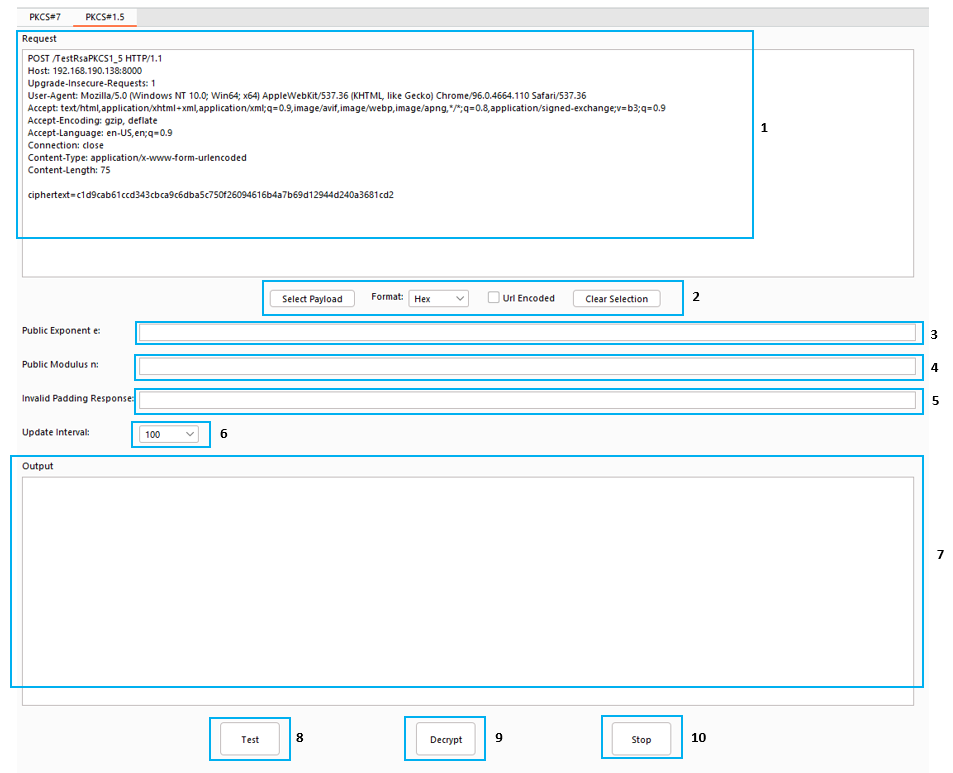 PKCS#7 PKCS#1.5
Request
POST /TestRsaPKCS1_5 HTTP/1.1
Host: 192.168.190.138:8000
Upgrade-Insecure-Requests: 1
User-Agent: Mozilla/5.0 (Windows NT 10.0; Win64; x64) AppleWebKit/537.36 (KHTML, like Gecko) Chrome/96.0.4664.110 Safari/537.36
Accept: text/html,application/xhtml+xml,application/xml;q=0.9,image/avif,image/webp,image/apng,*/*;q=0.8,application/signed-exchange;v=b3;q=0.9
Accept-Encoding: gzip, deflate
Accept-Language: en-US,en;q=0.9
1
Connection: close
Content-Type: application/x-www-form-urlencoded
Content-Length: 75
ciphertext=c1d9cab61ccd343cbca9c6dba5c750f26094616b4a7b69d12944d240a3681cd2
Select Payload Format: Hex Url Encoded Clear Selection 2
Public Exponent e: 3
Public Modulus n: 4
Invalid Padding Response: 5
Update Interval: 100 6
Output
7
Test 8 Decrypt 9 Stop 10